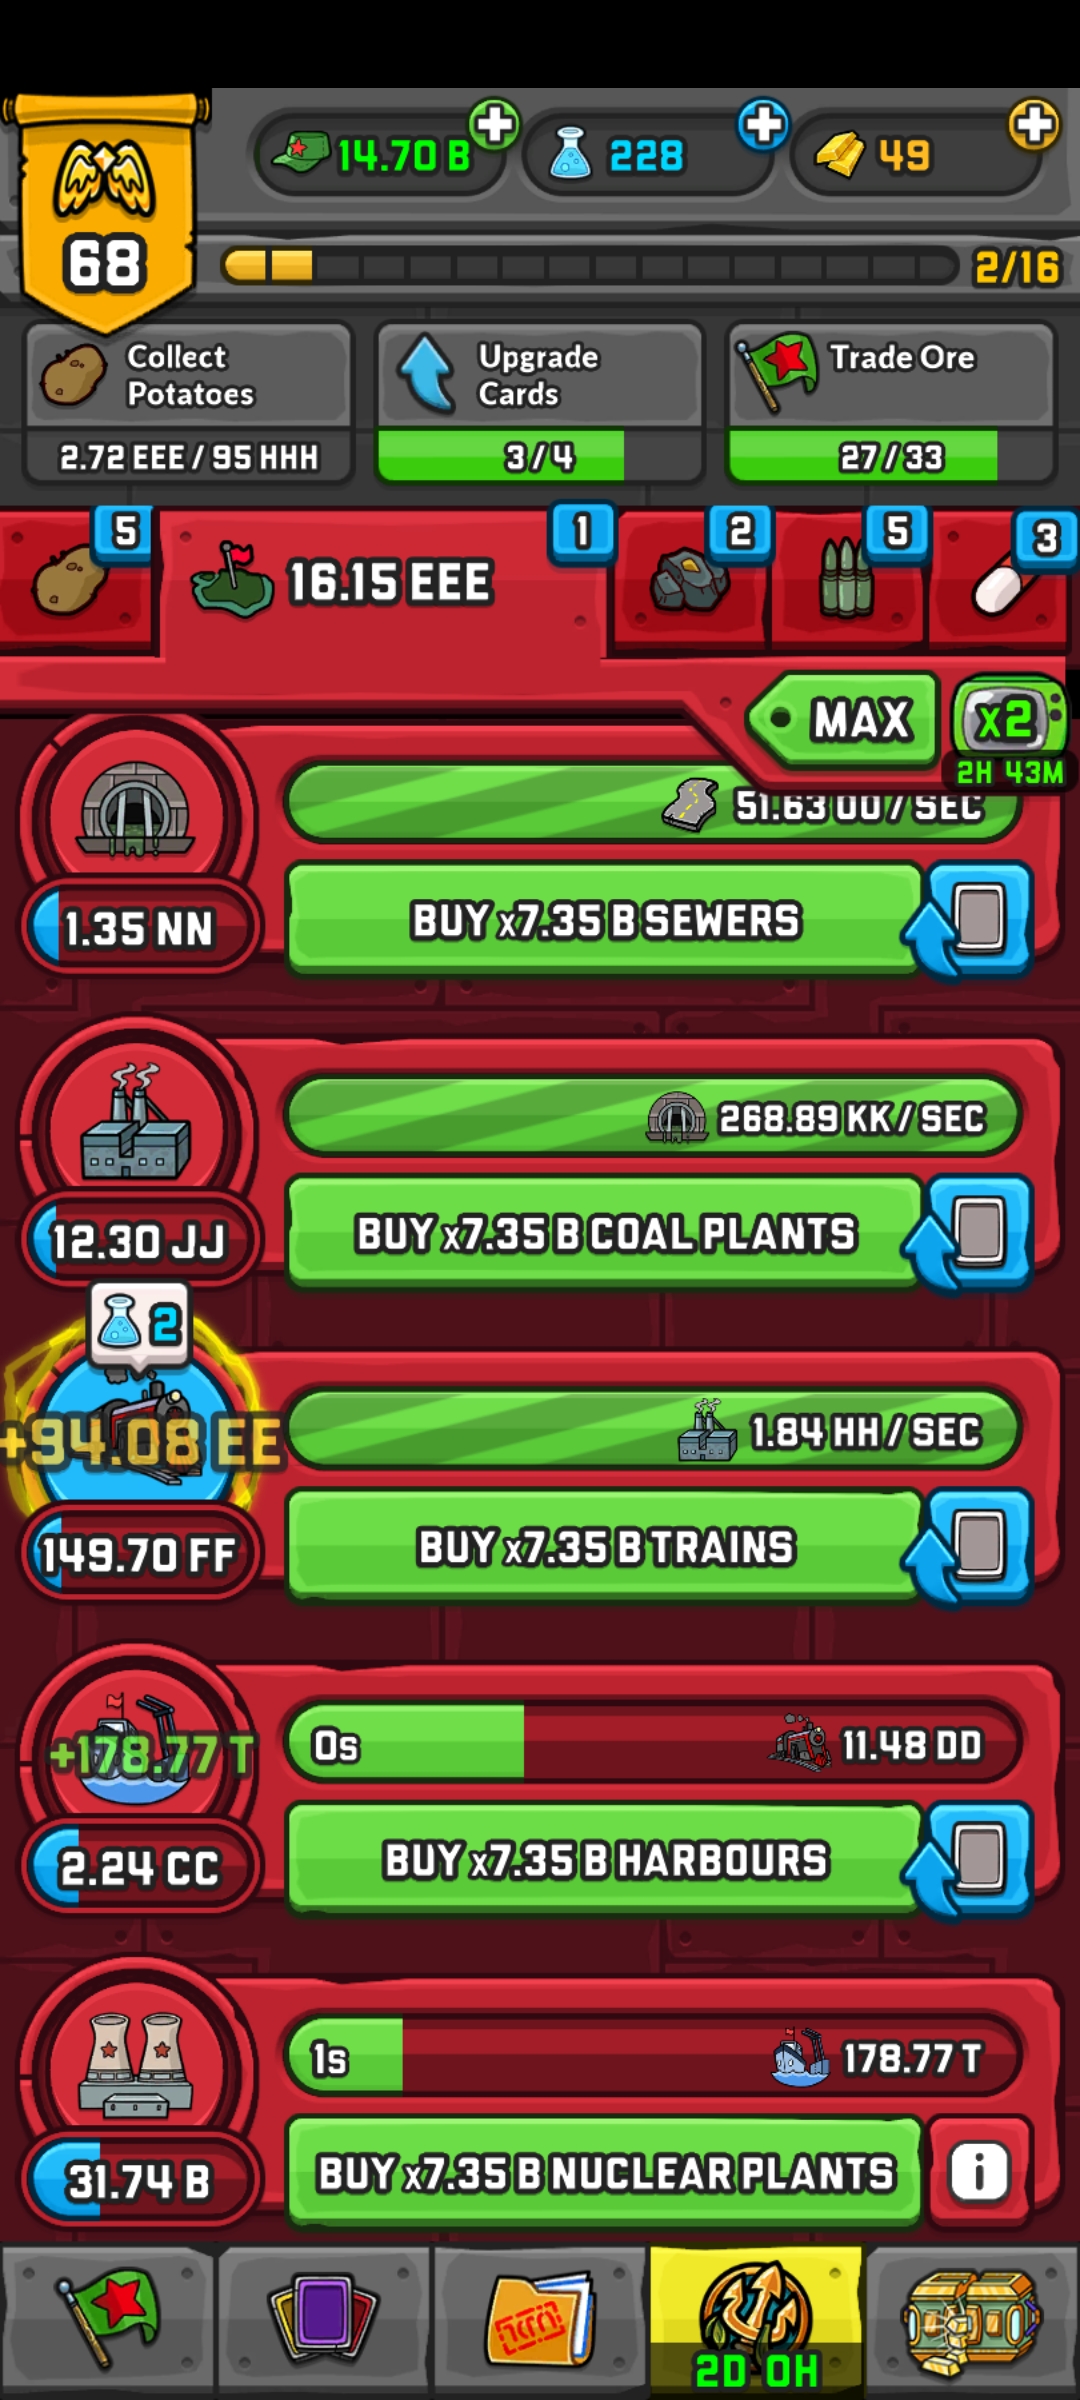 14.70 B
228
49
68
2/16
Collect
Potatoes
2.72 EEE / 95 HHH
Upgrade
Cards
3/4
Trade Ore
27/33
5
16.15 EEE
1
2
5
3
MAX
x2
2H 43M
51.63 OO / SEC
1.35 NN
BUY x7.35 B SEWERS
268.89 KK / SEC
12.30 JJ
BUY x7.35 B COAL PLANTS
2
+94.08 EE
1.84 HH / SEC
149.70 FF
BUY x7.35 B TRAINS
+178.77 T
0s
11.48 DD
2.24 CC
BUY x7.35 B HARBOURS
1s
178.77 T
31.74 B
BUY x7.35 B NUCLEAR PLANTS
i
2D 0H